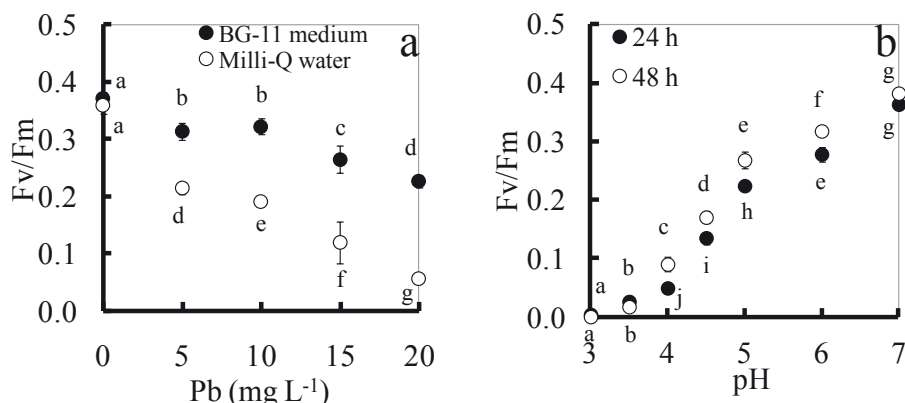 0.5
0.4
0.3
0.2
0.1
0.0
Fv/Fm
BG-11 medium
Milli-Q water
a
a
a
b
b
c
d
d
e
f
g
0 5 10 15 20
Pb (mg L⁻¹)
0.5
0.4
0.3
0.2
0.1
0.0
Fv/Fm
24 h
48 h
b
g
g
f
e
e
d
h
c
i
b
j
a
a
b
3 4 5 6 7
pH